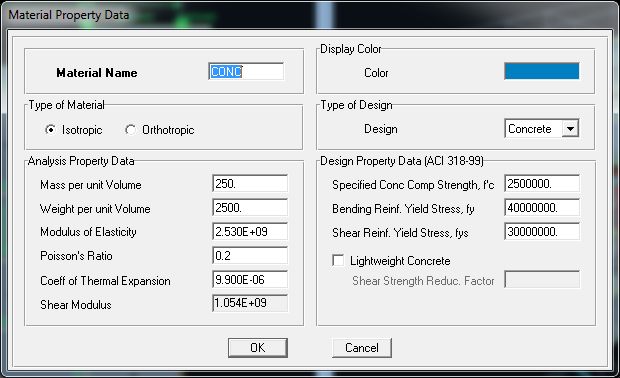 Material Property Data
Material Name CONC
Display Color
Color
Type of Material
Isotropic Orthotropic
Type of Design
Design Concrete
Analysis Property Data
Mass per unit Volume 250.
Weight per unit Volume 2500.
Modulus of Elasticity 2.530E+09
Poisson's Ratio 0.2
Coeff of Thermal Expansion 9.900E-06
Shear Modulus 1.054E+09
Design Property Data (ACI 318-99)
Specified Conc Comp Strength, f'c 2500000.
Bending Reinf. Yield Stress, fy 40000000.
Shear Reinf. Yield Stress, fys 30000000.
Lightweight Concrete
Shear Strength Reduc. Factor
OK Cancel